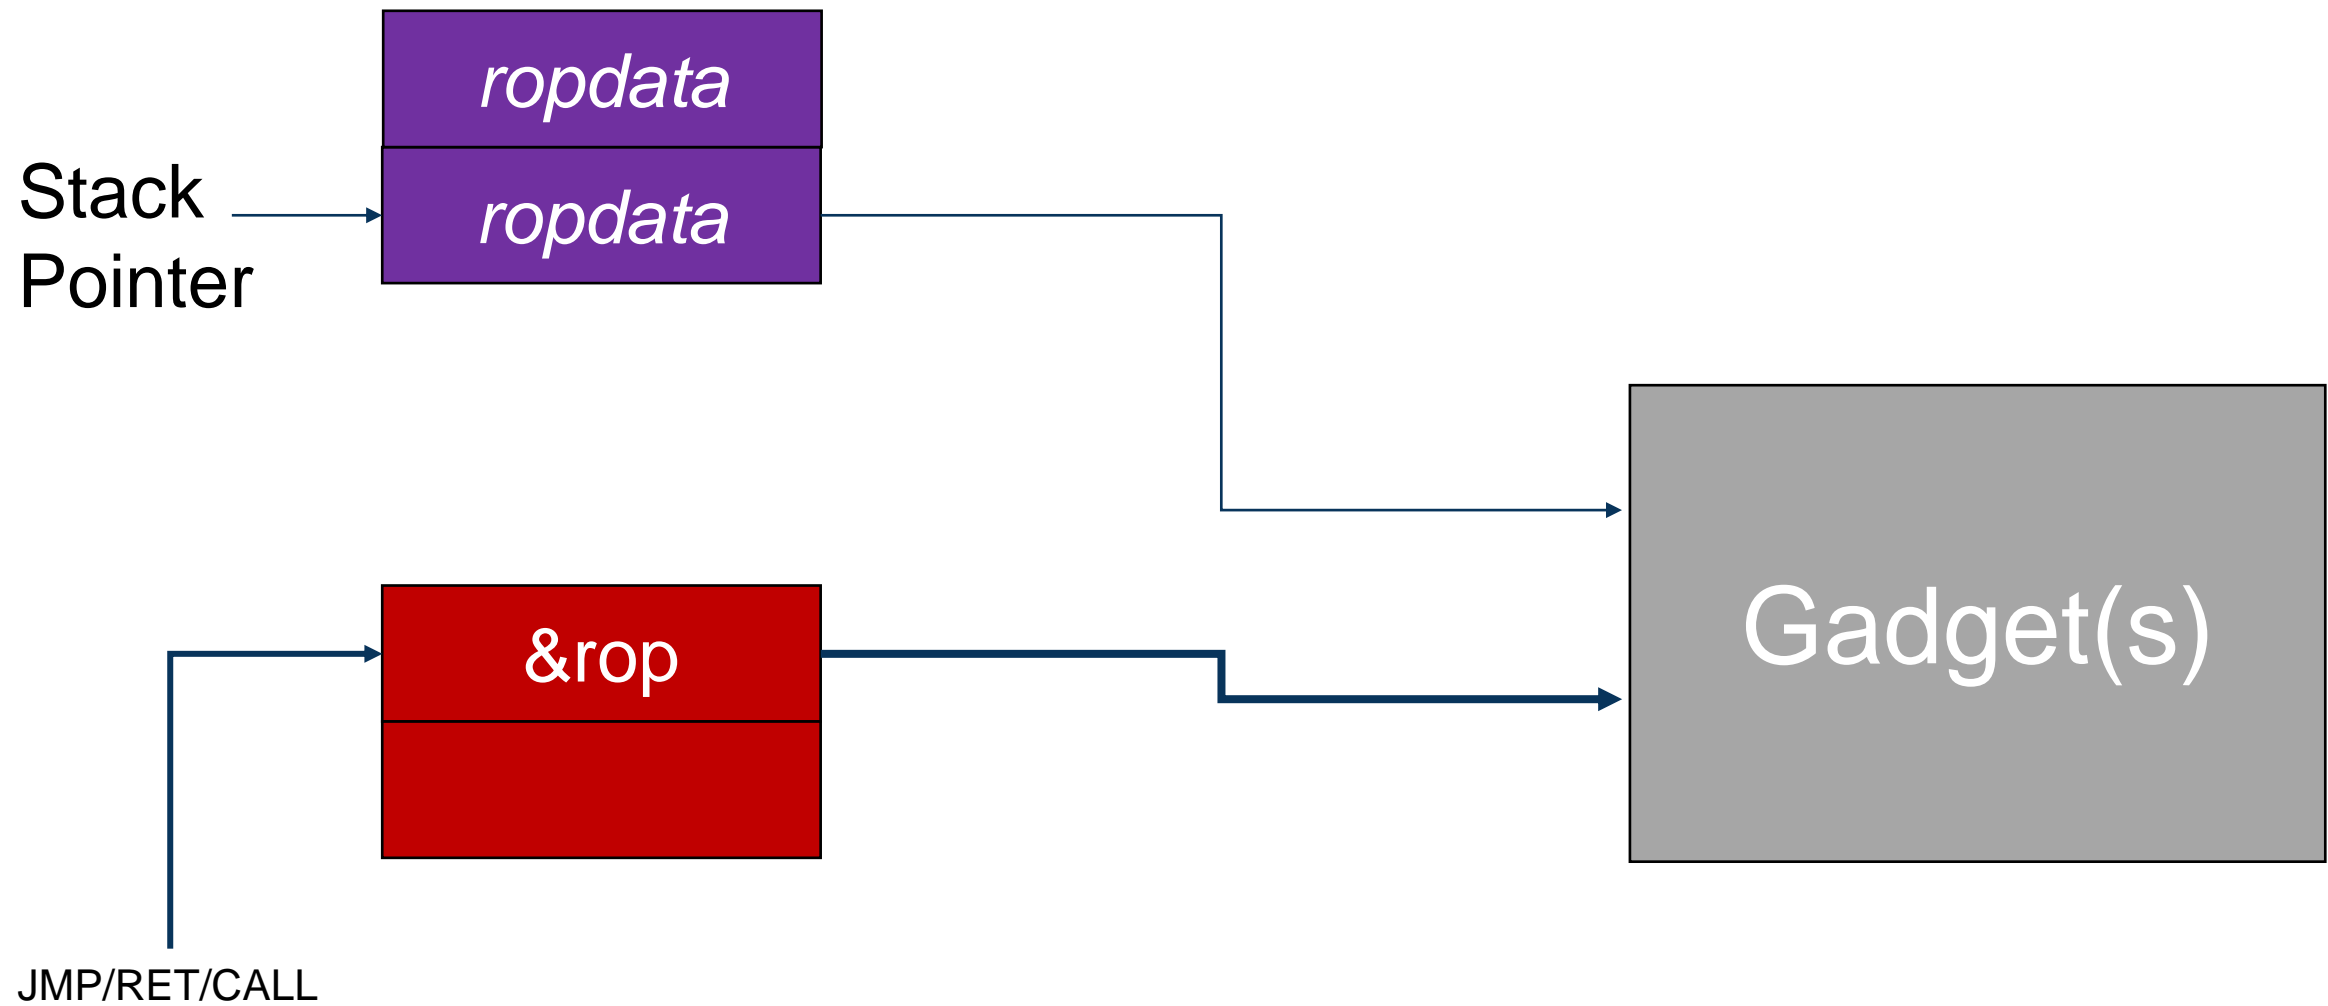 ropdata
Stack
Pointer
ropdata
&rop
Gadget(s)
JMP/RET/CALL